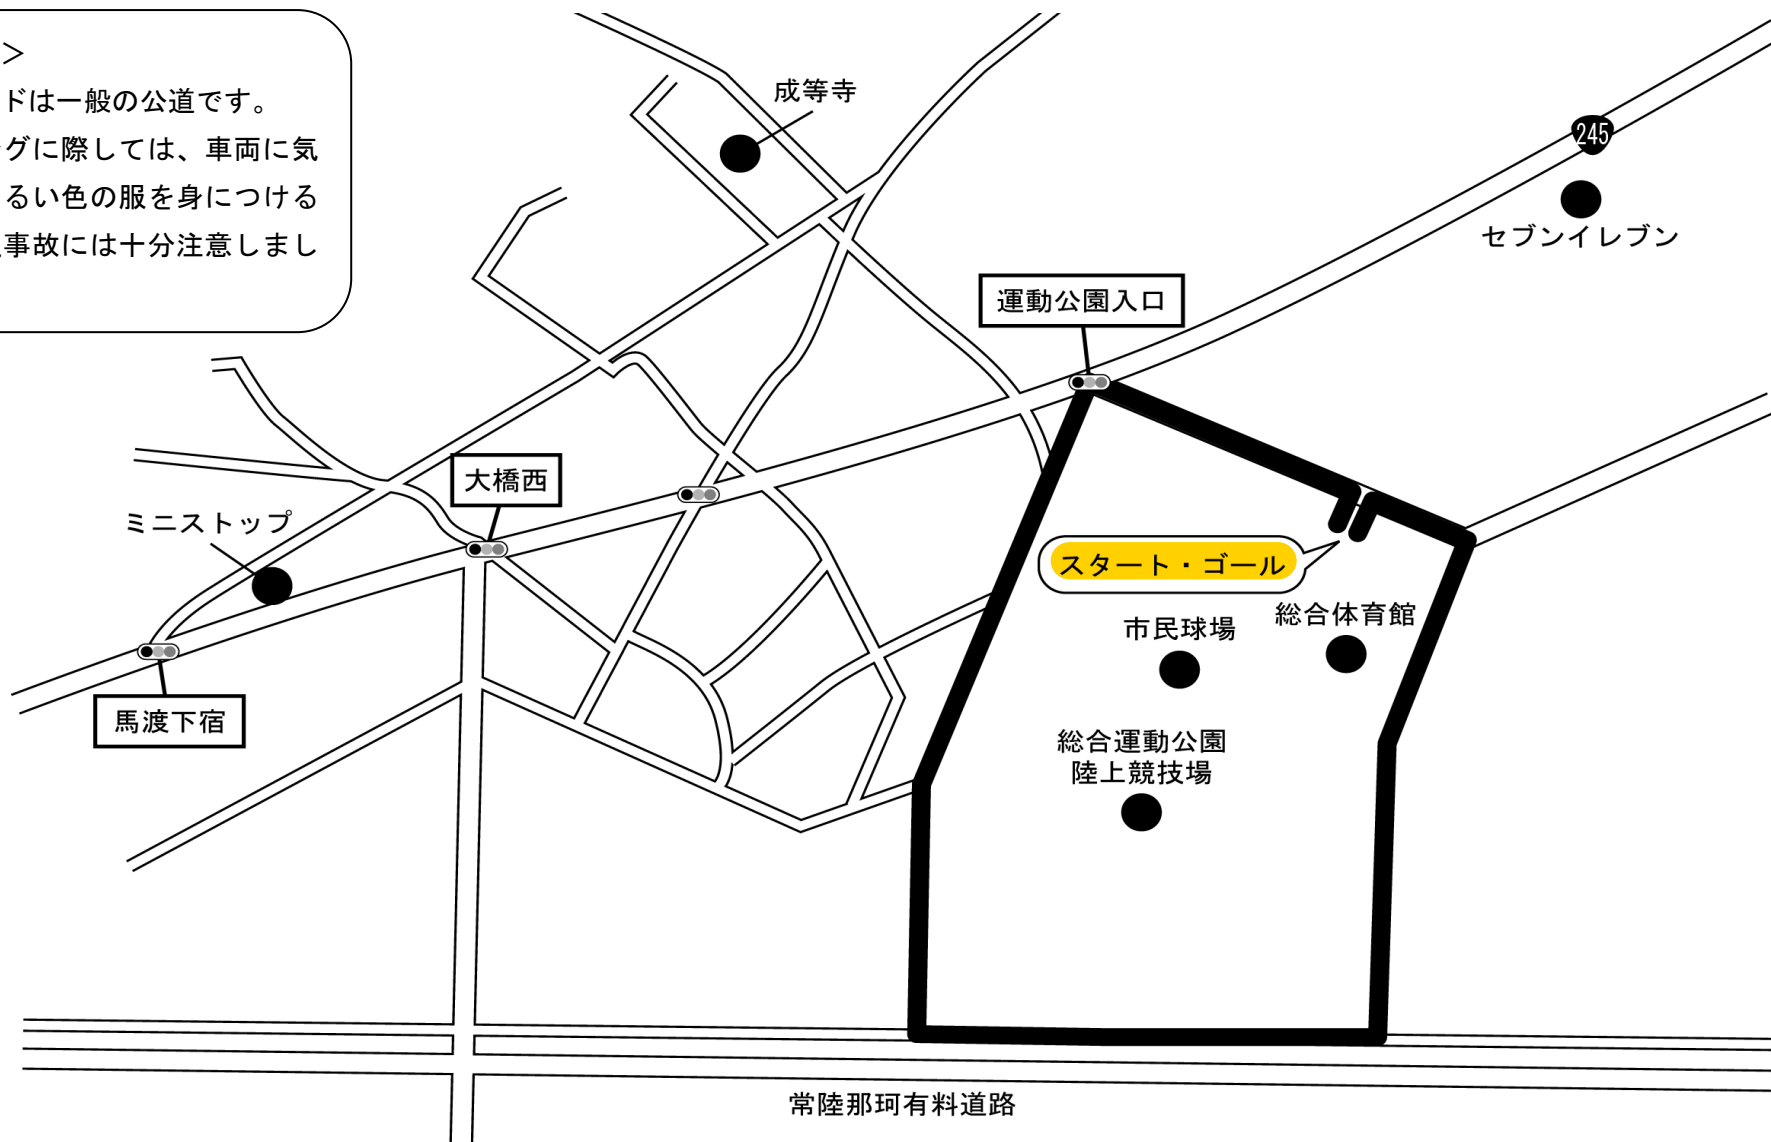 ＞
ドは一般の公道です。
グに際しては、車両に気
るい色の服を身につける
事故には十分注意しまし
成等寺
245
セブンイレブン
運動公園入口
大橋西
ミニストップ
スタート・ゴール
総合体育館
市民球場
馬渡下宿
総合運動公園
陸上競技場
常陸那珂有料道路